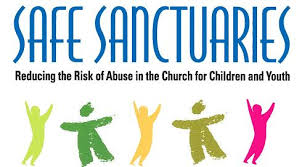 SAFE SANCTUARIES
Reducing the Risk of Abuse in the Church for Children and Youth